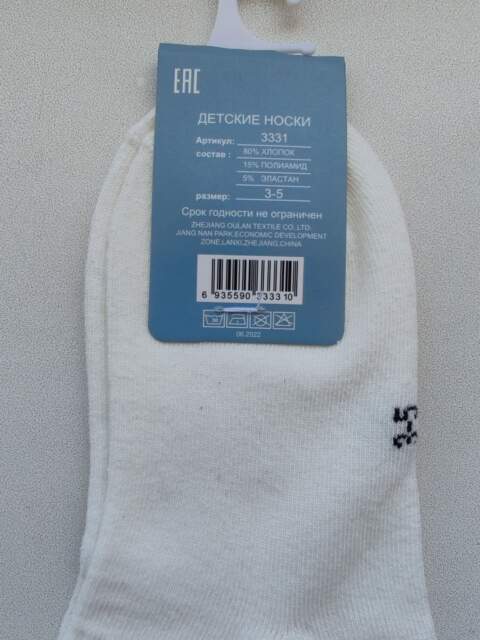 EAC
ДЕТСКИЕ НОСКИ
Артикул: 3331
состав : 80% ХЛОПОК
15% ПОЛИАМИД
5% ЭЛАСТАН
размер: 3-5
Срок годности не ограничен
ZHEJIANG OULAN TEXTILE CO.,LTD.
JIANG NAN PARK,ECONOMIC DEVELOPMENT
ZONE,LANXI,ZHEJIANG,CHINA
6 935590 333310
06.2022
3-5